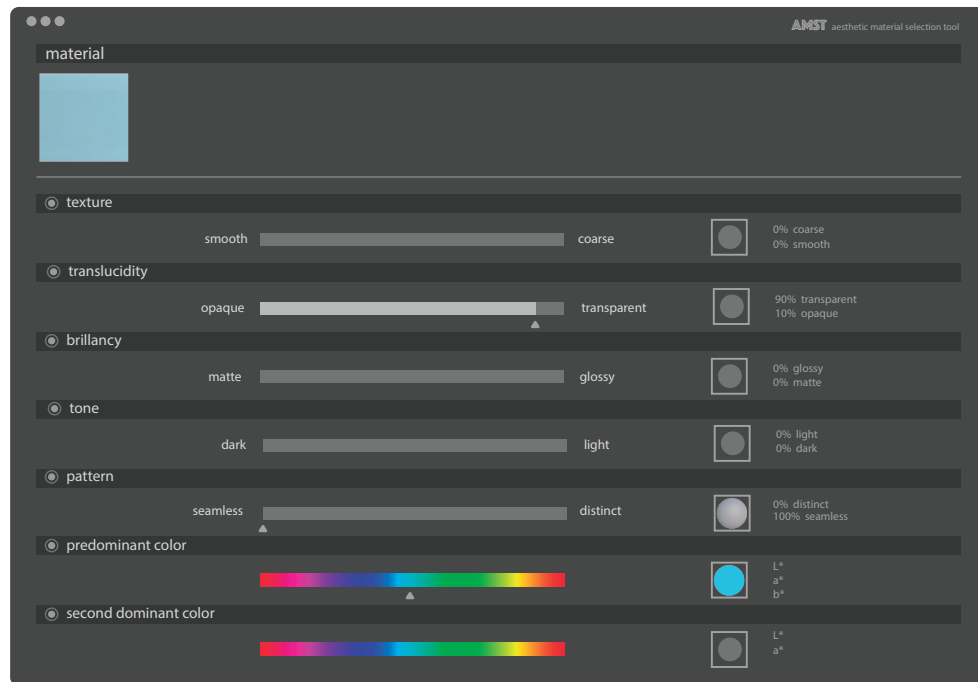 AMST aesthetic material selection tool
material
texture
smooth
coarse
0% coarse
0% smooth
translucidity
opaque
transparent
90% transparent
10% opaque
brillancy
matte
glossy
0% glossy
0% matte
tone
dark
light
0% light
0% dark
pattern
seamless
distinct
0% distinct
100% seamless
predominant color
L*
a*
b*
second dominant color
L*
a*